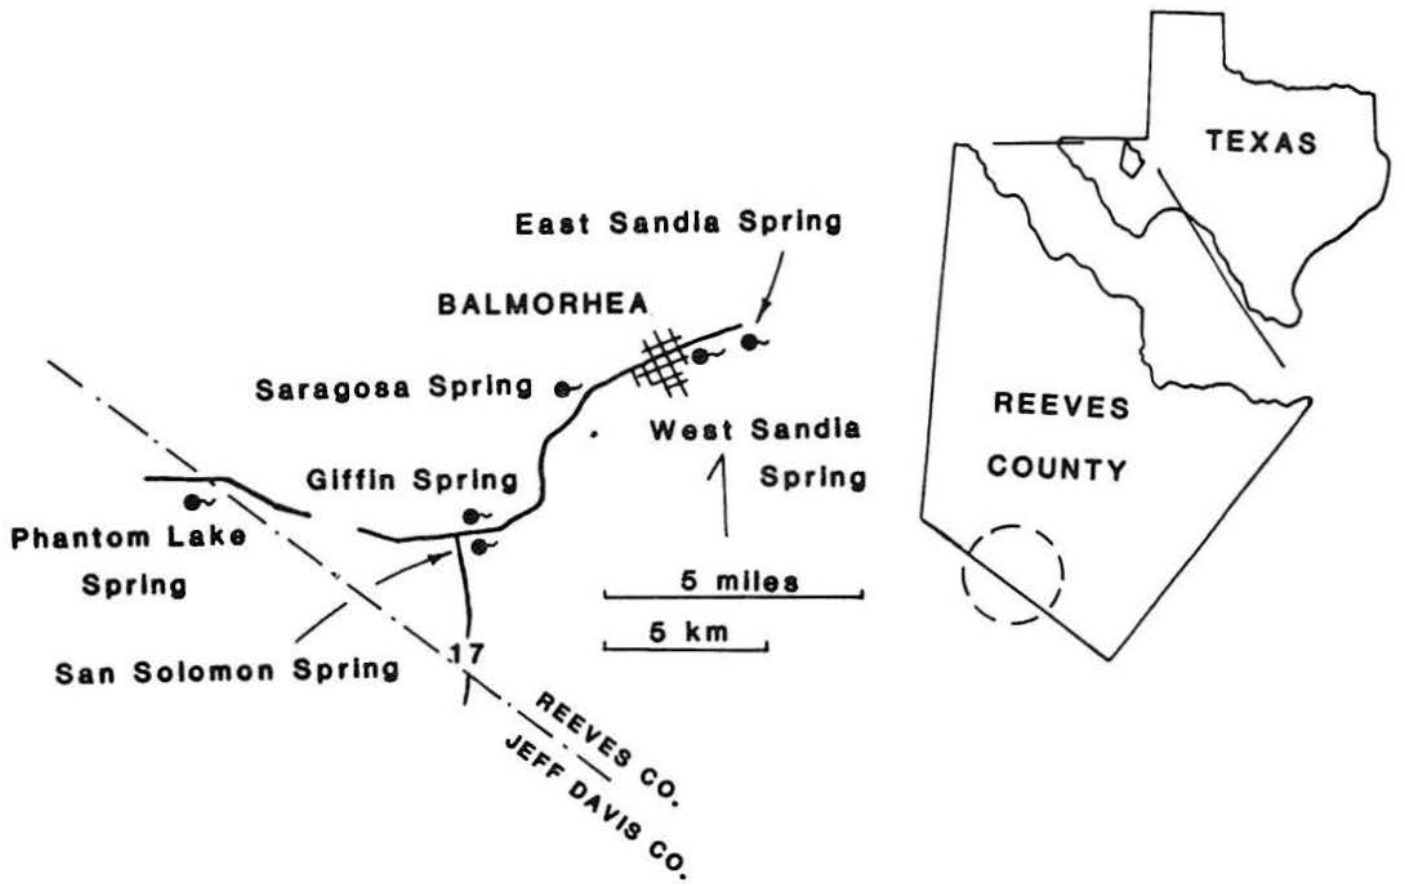 TEXAS
East Sandia Spring
BALMORHEA
Saragosa Spring
REEVES
COUNTY
West Sandia
Spring
Giffin Spring
Phantom Lake
Spring
5 miles
5 km
San Solomon Spring
17
REEVES CO.
JEFF DAVIS CO.